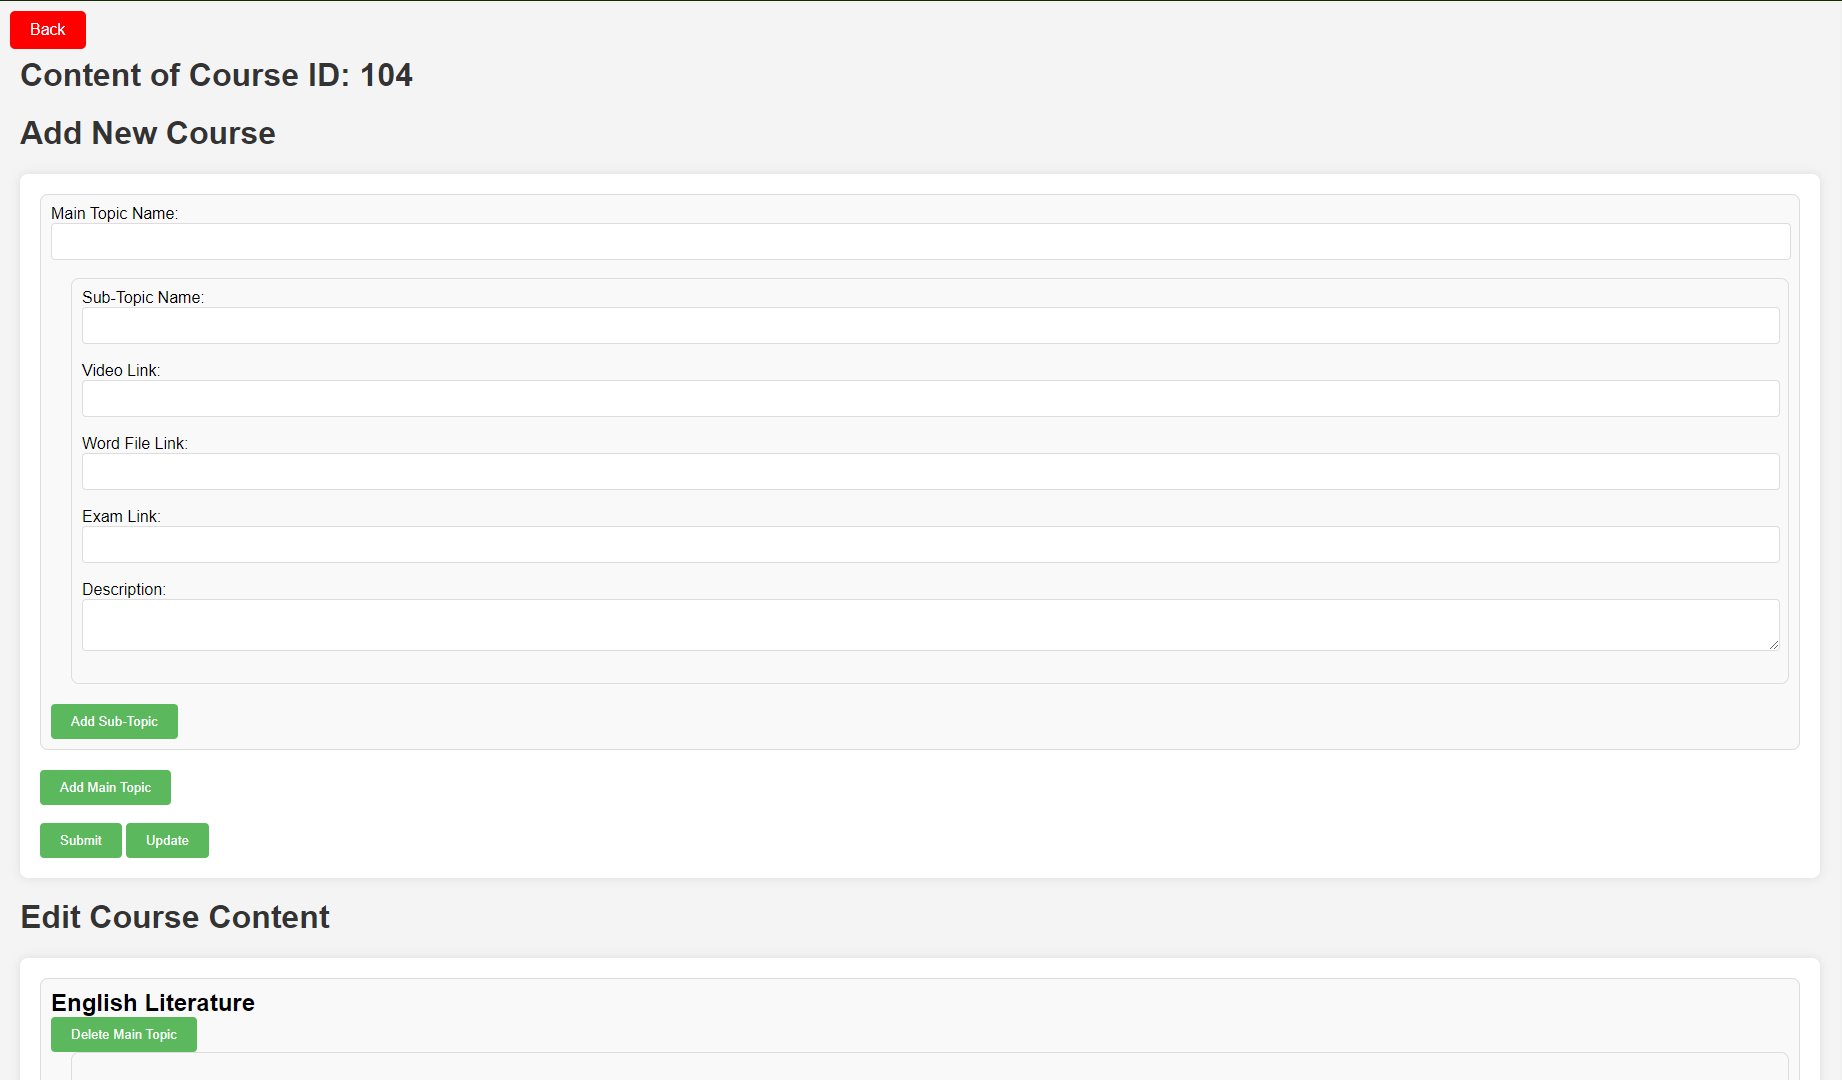 Back
Content of Course ID: 104
Add New Course
Main Topic Name:
Sub-Topic Name:
Video Link:
Word File Link:
Exam Link:
Description:
Add Sub-Topic
Add Main Topic
Submit Update
Edit Course Content
English Literature
Delete Main Topic